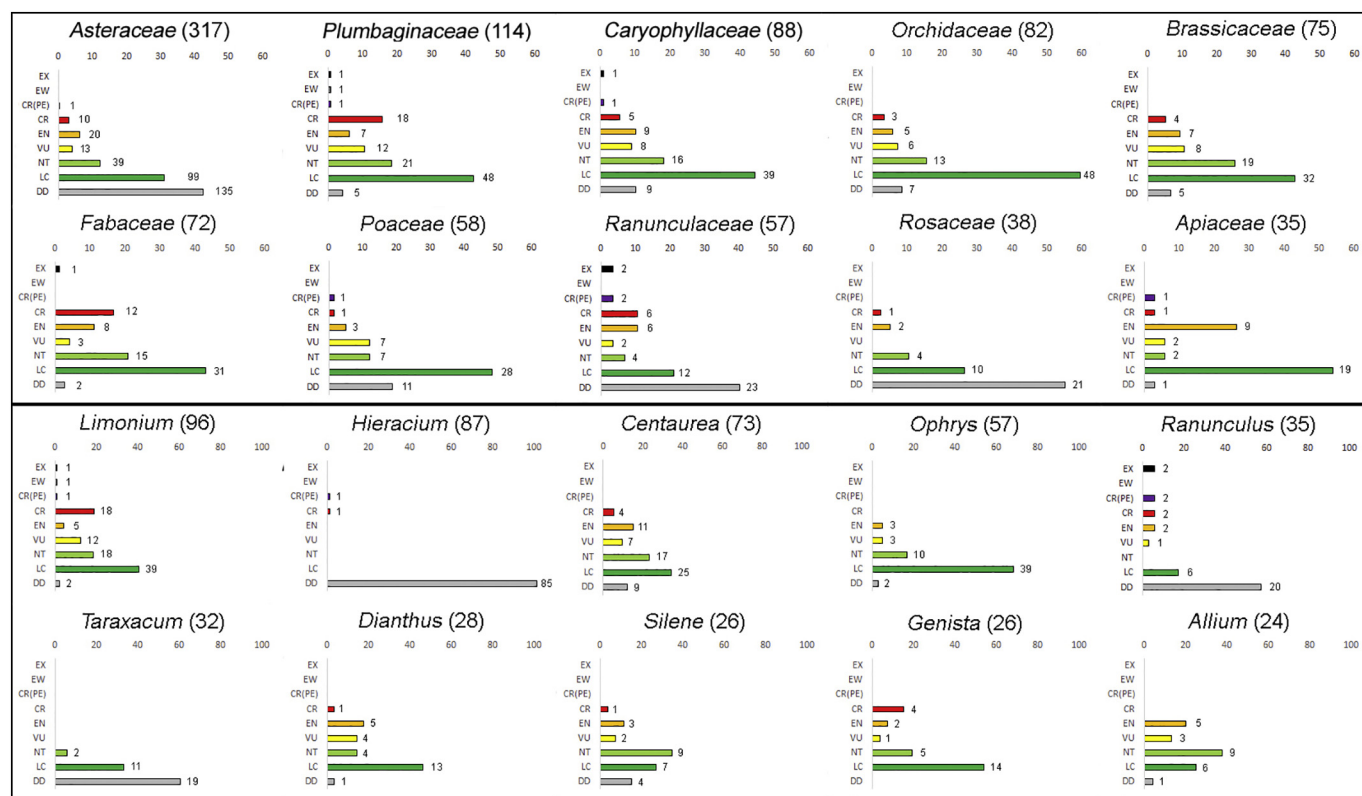 Asteraceae (317) Plumbaginaceae (114) Caryophyllaceae (88) Orchidaceae (82) Brassicaceae (75)
0 10 20 30 40 50 60 0 10 20 30 40 50 60 0 10 20 30 40 50 60 0 10 20 30 40 50 60 0 10 20 30 40 50 60
EX EX 1 EX 1 EX EX
EW EW 1 EW EW EW
CR(PE) 1 CR(PE) 1 CR(PE) 1 CR(PE) CR(PE)
CR 10 CR 18 CR 5 CR 3 CR 4
EN 20 EN 7 EN 9 EN 5 EN 7
VU 13 VU 12 VU 8 VU 6 VU 8
NT 39 NT 21 NT 16 NT 13 NT 19
LC 99 LC 48 LC 39 LC 48 LC 32
DD 135 DD 5 DD 9 DD 7 DD 5
Fabaceae (72) Poaceae (58) Ranunculaceae (57) Rosaceae (38) Apiaceae (35)
0 10 20 30 40 50 60 0 10 20 30 40 50 60 0 10 20 30 40 50 60 0 10 20 30 40 50 60 0 10 20 30 40 50 60
EX 1 EX EX 2 EX EX
EW EW EW EW EW
CR(PE) CR(PE) 1 CR(PE) 2 CR(PE) CR(PE) 1
CR 12 CR 1 CR 6 CR 1 CR 1
EN 8 EN 3 EN 6 EN 2 EN 9
VU 3 VU 7 VU 2 VU VU 2
NT 15 NT 7 NT 4 NT 4 NT 2
LC 31 LC 28 LC 12 LC 10 LC 19
DD 2 DD 11 DD 23 DD 21 DD 1
Limonium (96) Hieracium (87) Centaurea (73) Ophrys (57) Ranunculus (35)
0 20 40 60 80 100 0 20 40 60 80 100 0 20 40 60 80 100 0 20 40 60 80 100 0 20 40 60 80 100
EX 1 EX EX EX EX 2
EW 1 EW EW EW EW
CR(PE) 1 CR(PE) 1 CR(PE) CR(PE) CR(PE) 2
CR 18 CR 1 CR 4 CR CR 2
EN 5 EN EN 11 EN 3 EN 2
VU 12 VU VU 7 VU 3 VU 1
NT 18 NT NT 17 NT 10 NT
LC 39 LC LC 25 LC 39 LC 6
DD 2 DD 85 DD 9 DD 2 DD 20
Taraxacum (32) Dianthus (28) Silene (26) Genista (26) Allium (24)
0 20 40 60 80 100 0 20 40 60 80 100 0 20 40 60 80 100 0 20 40 60 80 100 0 20 40 60 80 100
EX EX EX EX EX
EW EW EW EW EW
CR(PE) CR(PE) CR(PE) CR(PE) CR(PE)
CR CR 1 CR 1 CR 4 CR
EN EN 5 EN 3 EN 2 EN 5
VU VU 4 VU 2 VU 1 VU 3
NT 2 NT 4 NT 9 NT 5 NT 9
LC 11 LC 13 LC 7 LC 14 LC 6
DD 19 DD 1 DD 4 DD DD 1